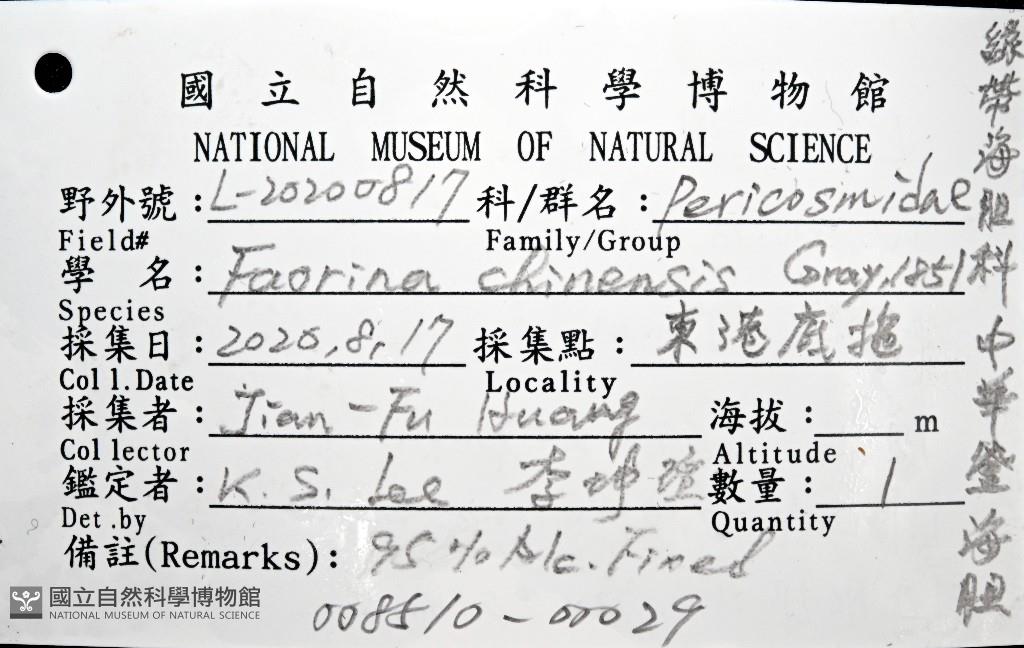 國立自然科學博物館
NATIONAL MUSEUM OF NATURAL SCIENCE
野外號：L-20200817 科/群名：Pericosmidae
Field# Family/Group
學 名：Faorina chinensis Gray, 1851
Species
採集日：2020, 8, 17 採集點：東港底拖
Coll.Date Locality
採集者：Jian-Fu Huang 海拔： m
Collector Altitude
鑑定者：K. S. Lee 李坤瑄 數量：1
Det.by Quantity
備註(Remarks)：95% Alc. Fixed
008510-00029
綠帶海膽科 中華釜海膽
國立自然科學博物館
NATIONAL MUSEUM OF NATURAL SCIENCE